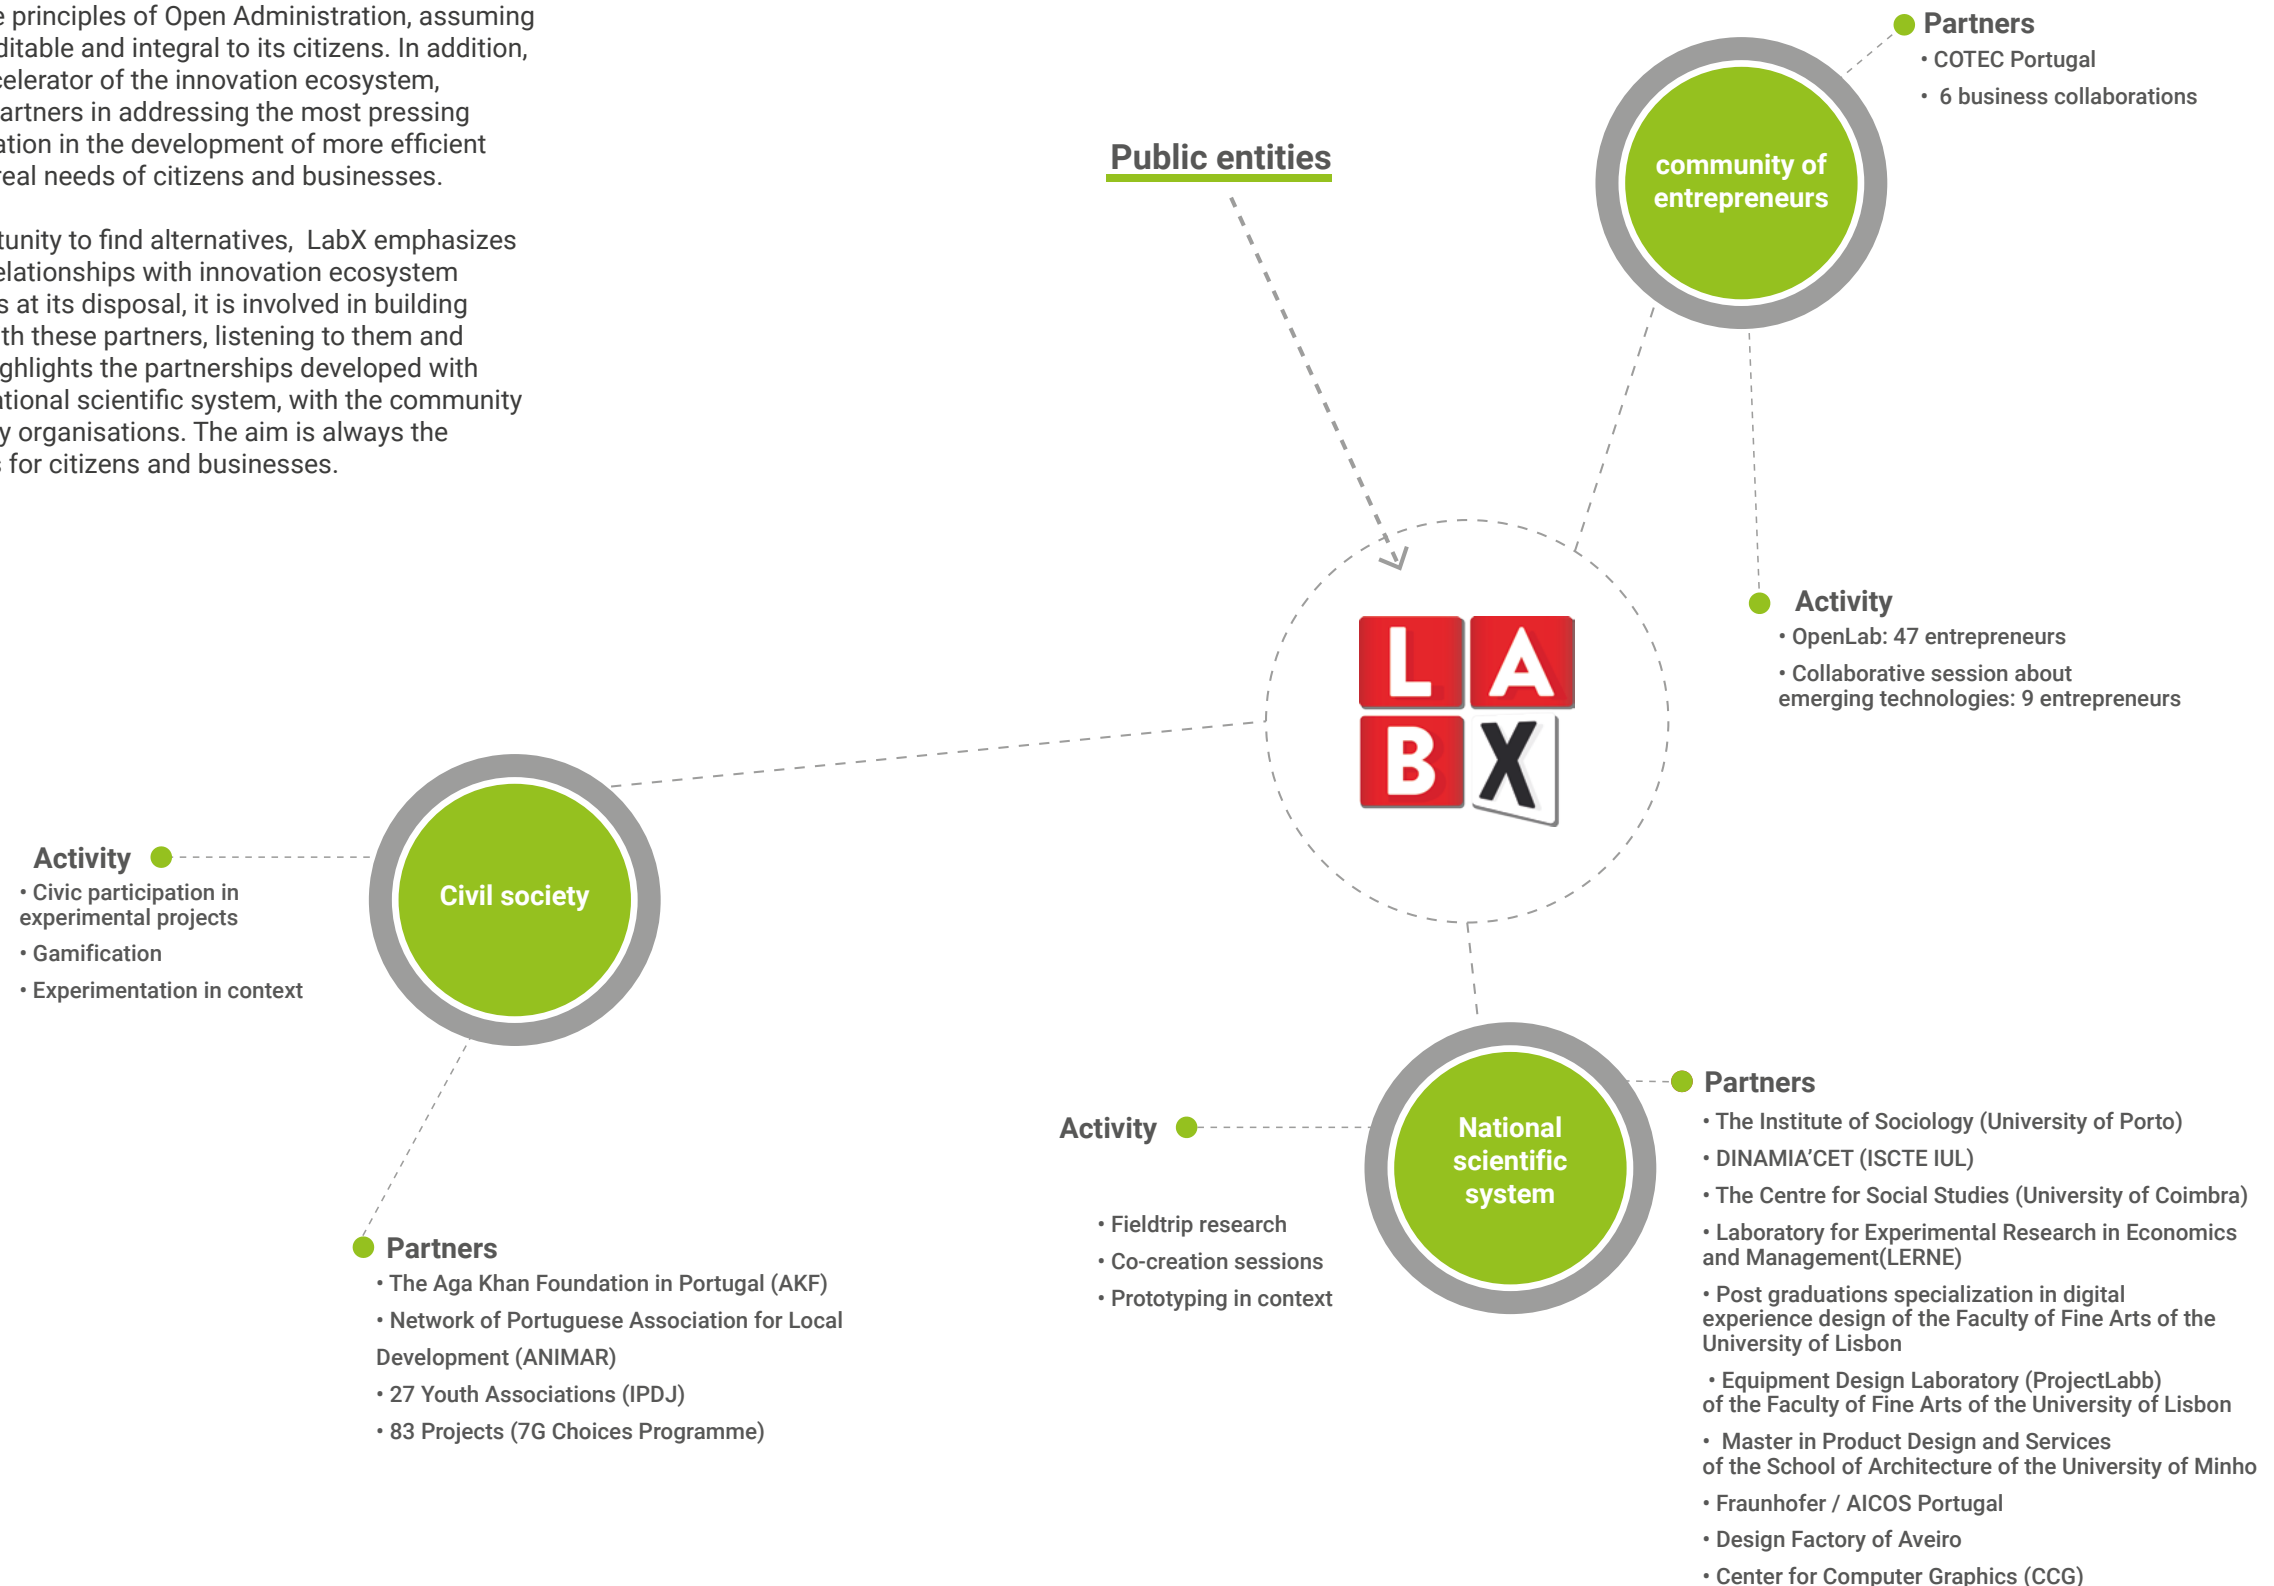 principles of Open Administration, assuming
and integral to its citizens. In addition,
of the innovation ecosystem,
in addressing the most pressing
in the development of more efficient
real needs of citizens and businesses.
to find alternatives, LabX emphasizes
with innovation ecosystem
at its disposal, it is involved in building
these partners, listening to them and
the partnerships developed with
scientific system, with the community
organisations. The aim is always the
for citizens and businesses.
Public entities
community of
entrepreneurs
Partners
• COTEC Portugal
• 6 business collaborations
Activity
• OpenLab: 47 entrepreneurs
• Collaborative session about
emerging technologies: 9 entrepreneurs
L A
B X
Civil society
Activity
• Civic participation in
experimental projects
• Gamification
• Experimentation in context
Partners
• The Aga Khan Foundation in Portugal (AKF)
• Network of Portuguese Association for Local
Development (ANIMAR)
• 27 Youth Associations (IPDJ)
• 83 Projects (7G Choices Programme)
National
scientific
system
Activity
• Fieldtrip research
• Co-creation sessions
• Prototyping in context
Partners
• The Institute of Sociology (University of Porto)
• DINAMIA’CET (ISCTE IUL)
• The Centre for Social Studies (University of Coimbra)
• Laboratory for Experimental Research in Economics
and Management(LERNE)
• Post graduations specialization in digital
experience design of the Faculty of Fine Arts of the
University of Lisbon
• Equipment Design Laboratory (ProjectLabb)
of the Faculty of Fine Arts of the University of Lisbon
• Master in Product Design and Services
of the School of Architecture of the University of Minho
• Fraunhofer / AICOS Portugal
• Design Factory of Aveiro
• Center for Computer Graphics (CCG)